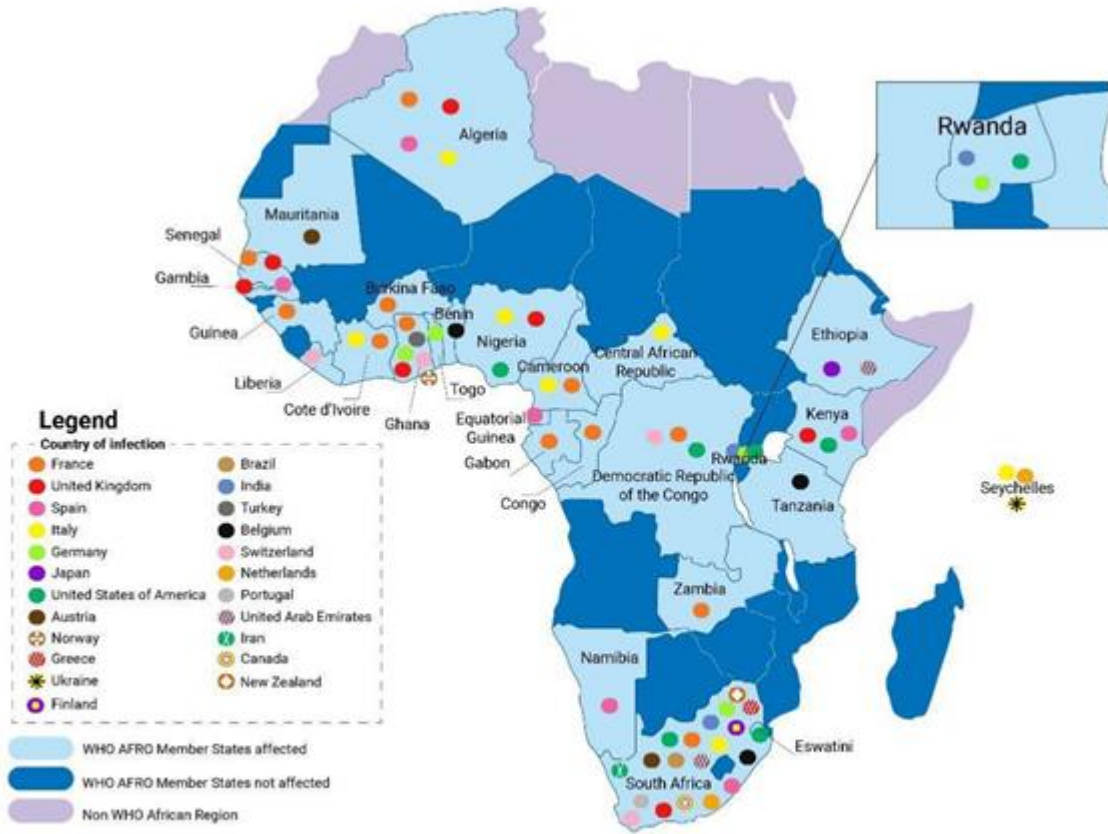 Rwanda
Algeria
Mauritania
Senegal
Gambia
Burkina Faso
Benin
Guinea
Nigeria
Ethiopia
Central African
Republic
Cameroon
Liberia
Togo
Cote d'Ivoire
Ghana
Equatorial
Guinea
Kenya
Gabon
Rwanda
Democratic Republic
of the Congo
Congo
Tanzania
Seychelles
Zambia
Namibia
Eswatini
South Africa
Legend
Country of infection
France
United Kingdom
Spain
Italy
Germany
Japan
United States of America
Austria
Norway
Greece
Ukraine
Finland
Brazil
India
Turkey
Belgium
Switzerland
Netherlands
Portugal
United Arab Emirates
Iran
Canada
New Zealand
WHO AFRO Member States affected
WHO AFRO Member States not affected
Non WHO African Region